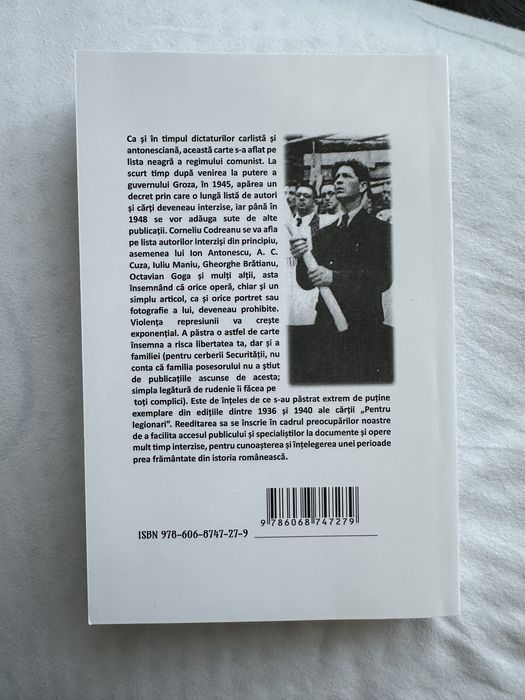 Ca și în timpul dictaturilor carlistă și
antonesciană, această carte s-a aflat pe
lista neagră a regimului comunist. La
scurt timp după venirea la putere a
guvernului Groza, în 1945, apărea un
decret prin care o lungă listă de autori
și cărți deveneau interzise, iar până în
1948 se vor adăuga sute de alte
publicații. Corneliu Codreanu se va afla
pe lista autorilor interziși din principiu,
asemenea lui Ion Antonescu, A. C.
Cuza, Iuliu Maniu, Gheorghe Brătianu,
Octavian Goga și mulți alții, asta
însemnând că orice operă, chiar și un
simplu articol, ca și orice portret sau
fotografie a lui, deveneau prohibite.
Violența represiunii va crește
exponențial. A păstra o astfel de carte
însemna a risca libertatea ta, dar și a
familiei (pentru cerberii Securității, nu
conta că familia posesorului nu a știut
de publicațiile ascunse de acesta;
simpla legătură de rudenie îi făcea pe
toți complici). Este de înțeles de ce s-au păstrat extrem de puține
exemplare din edițiile dintre 1936 și 1940 ale cărții „Pentru
legionari”. Reeditarea sa se înscrie în cadrul preocupărilor noastre
de a facilita accesul publicului și specialiștilor la documente și opere
mult timp interzise, pentru cunoașterea și înțelegerea unei perioade
prea frământate din istoria românească.
9 786068 747279
ISBN 978-606-8747-27-9